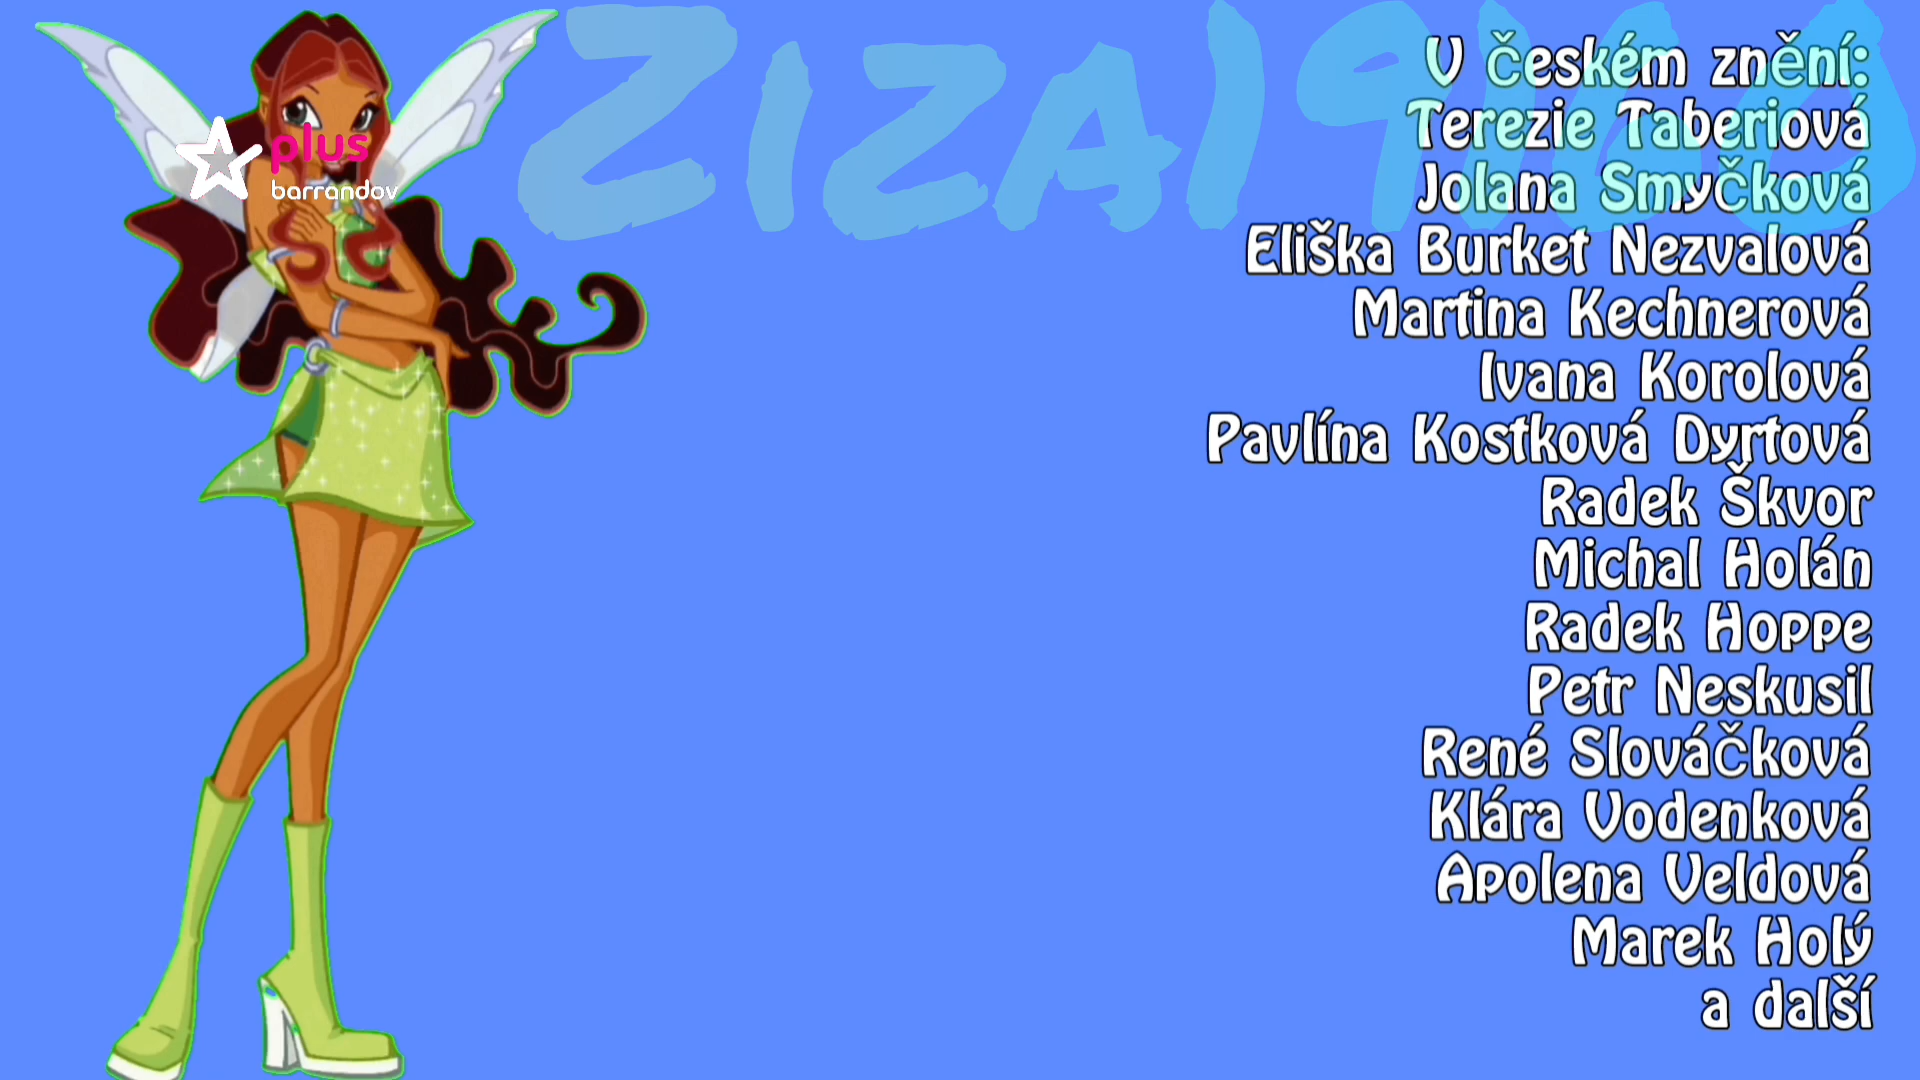 Ziza1966
plus
barrandov
V českém znění:
Terezie Taberiová
Jolana Smyčková
Eliška Burket Nezvalová
Martina Kechnerová
Ivana Korolová
Pavlína Kostková Dyrtová
Radek Škvor
Michal Holán
Radek Hoppe
Petr Neskusil
René Slováčková
Klára Vodenková
Apolena Veldová
Marek Holý
a další